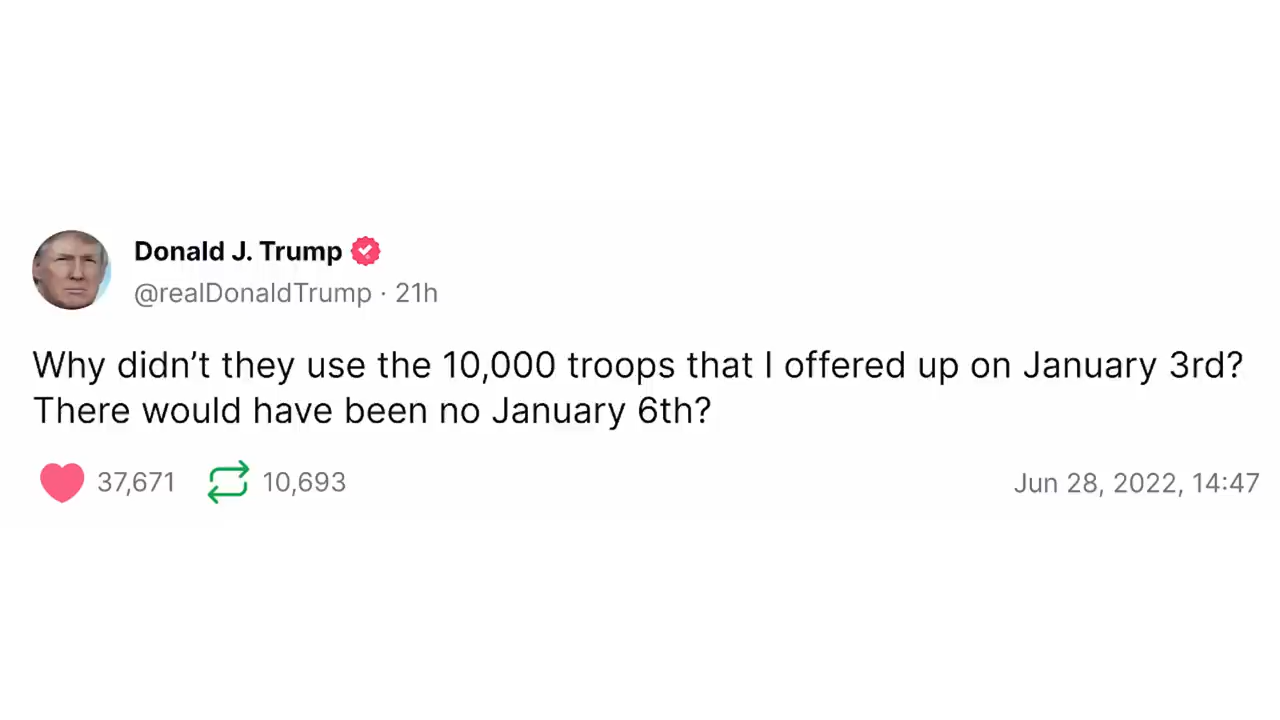 Donald J. Trump
@realDonaldTrump · 21h
Why didn’t they use the 10,000 troops that I offered up on January 3rd?
There would have been no January 6th?
37,671 10,693 Jun 28, 2022, 14:47